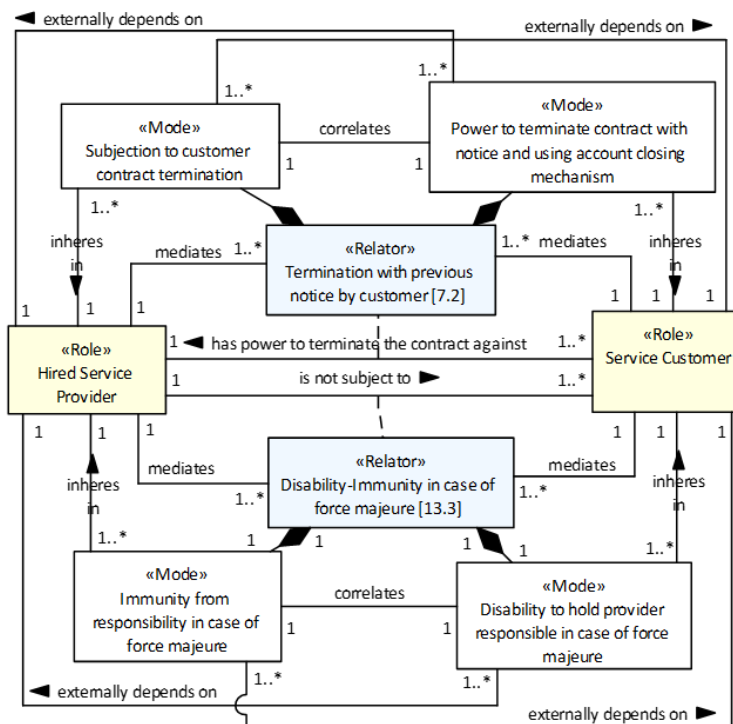 ◄ externally depends on
externally depends on ►
1..*
1..*
«Mode»
Subjection to customer
contract termination
correlates
1
1
«Mode»
Power to terminate contract with
notice and using account closing
mechanism
1..*
1..*
inheres
in
mediates
1..*
«Relator»
Termination with previous
notice by customer [7.2]
1..*
mediates
inheres
in
1
1
1
1
1
1
«Role»
Hired Service
Provider
1
◄ has power to terminate the contract against
1..*
1
is not subject to ►
1..*
«Role»
Service Customer
1
1
1
1
1
1
mediates
1..*
«Relator»
Disability-Immunity in case of
force majeure [13.3]
mediates
1..*
inheres
in
inheres
in
1..*
1
1
1
1
1..*
«Mode»
Immunity from
responsibility in case of
force majeure
correlates
1
1
«Mode»
Disability to hold provider
responsible in case of force
majeure
1..*
1..*
◄ externally depends on
externally depends on ►